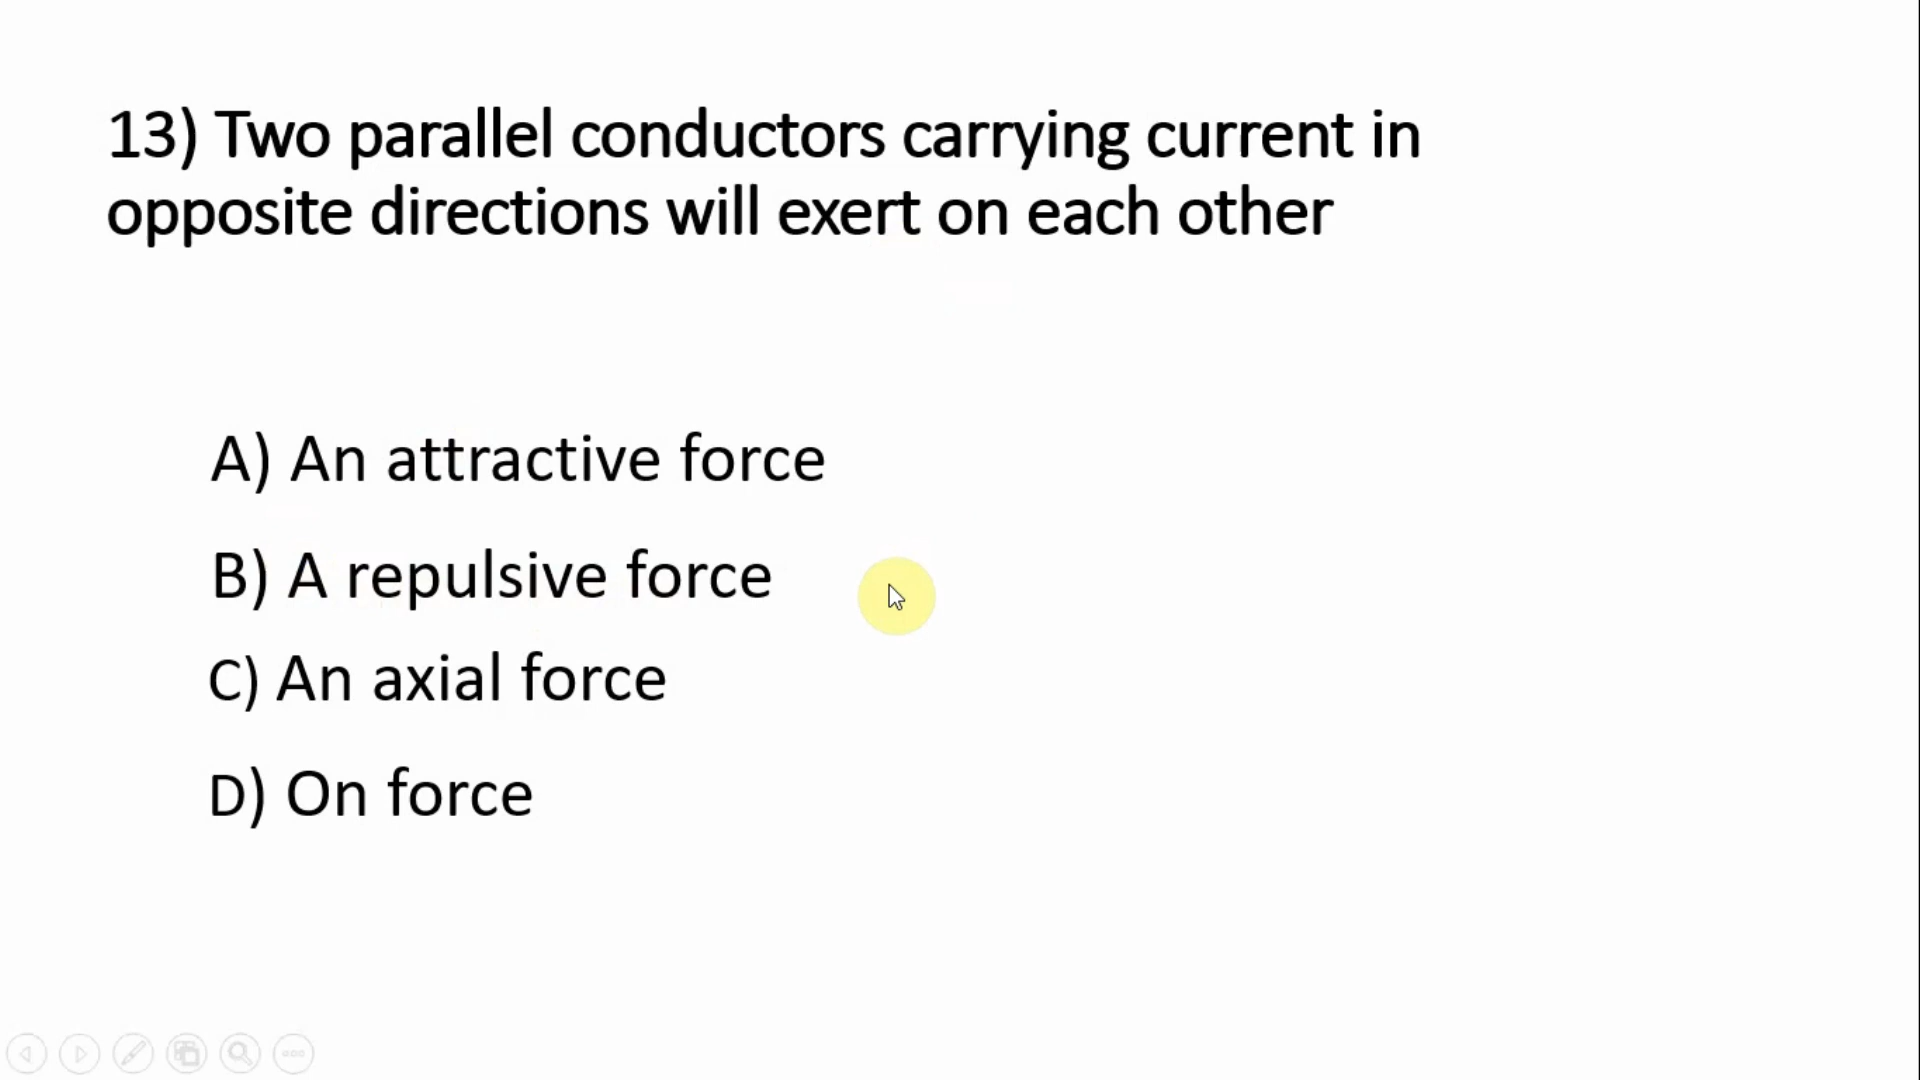 13) Two parallel conductors carrying current in
opposite directions will exert on each other
A) An attractive force
B) A repulsive force
C) An axial force
D) On force